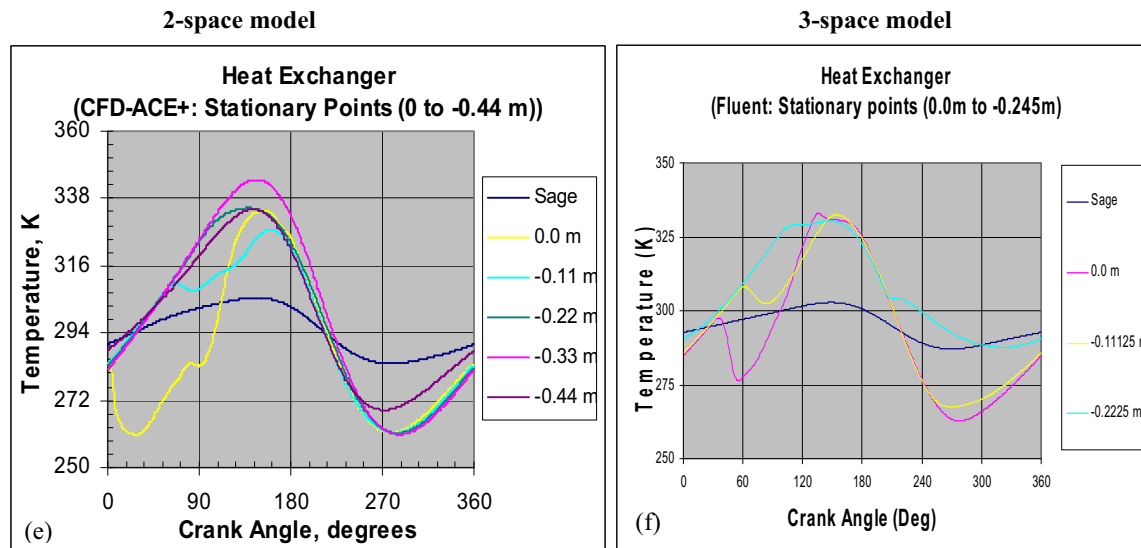 2-space model
3-space model
Heat Exchanger
(CFD-ACE+: Stationary Points (0 to -0.44 m))
Temperature, K
360
338
316
294
272
250
0
90
180
270
360
Crank Angle, degrees
Sage
0.0 m
-0.11 m
-0.22 m
-0.33 m
-0.44 m
(e)
Heat Exchanger
(Fluent: Stationary points (0.0m to -0.245m)
Temperature (K)
350
325
300
275
250
0
60
120
180
240
300
360
Crank Angle (Deg)
Sage
0.0 m
-0.11125 m
-0.2225 m
(f)